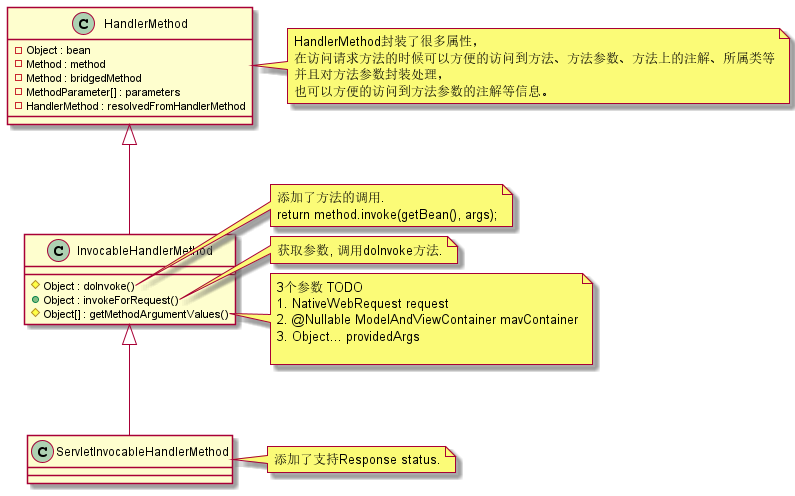 C HandlerMethod
Object : bean
Method : method
Method : bridgedMethod
MethodParameter[] : parameters
HandlerMethod : resolvedFromHandlerMethod
HandlerMethod封装了很多属性，
在访问请求方法的时候可以方便的访问到方法、方法参数、方法上的注解、所属类等
并且对方法参数封装处理，
也可以方便的访问到方法参数的注解等信息。
添加了方法的调用.
return method.invoke(getBean(), args);
C InvocableHandlerMethod
Object : doInvoke()
Object : invokeForRequest()
Object[] : getMethodArgumentValues()
获取参数, 调用doInvoke方法.
3个参数 TODO
1. NativeWebRequest request
2. @Nullable ModelAndViewContainer mavContainer
3. Object... providedArgs
C ServletInvocableHandlerMethod
添加了支持Response status.